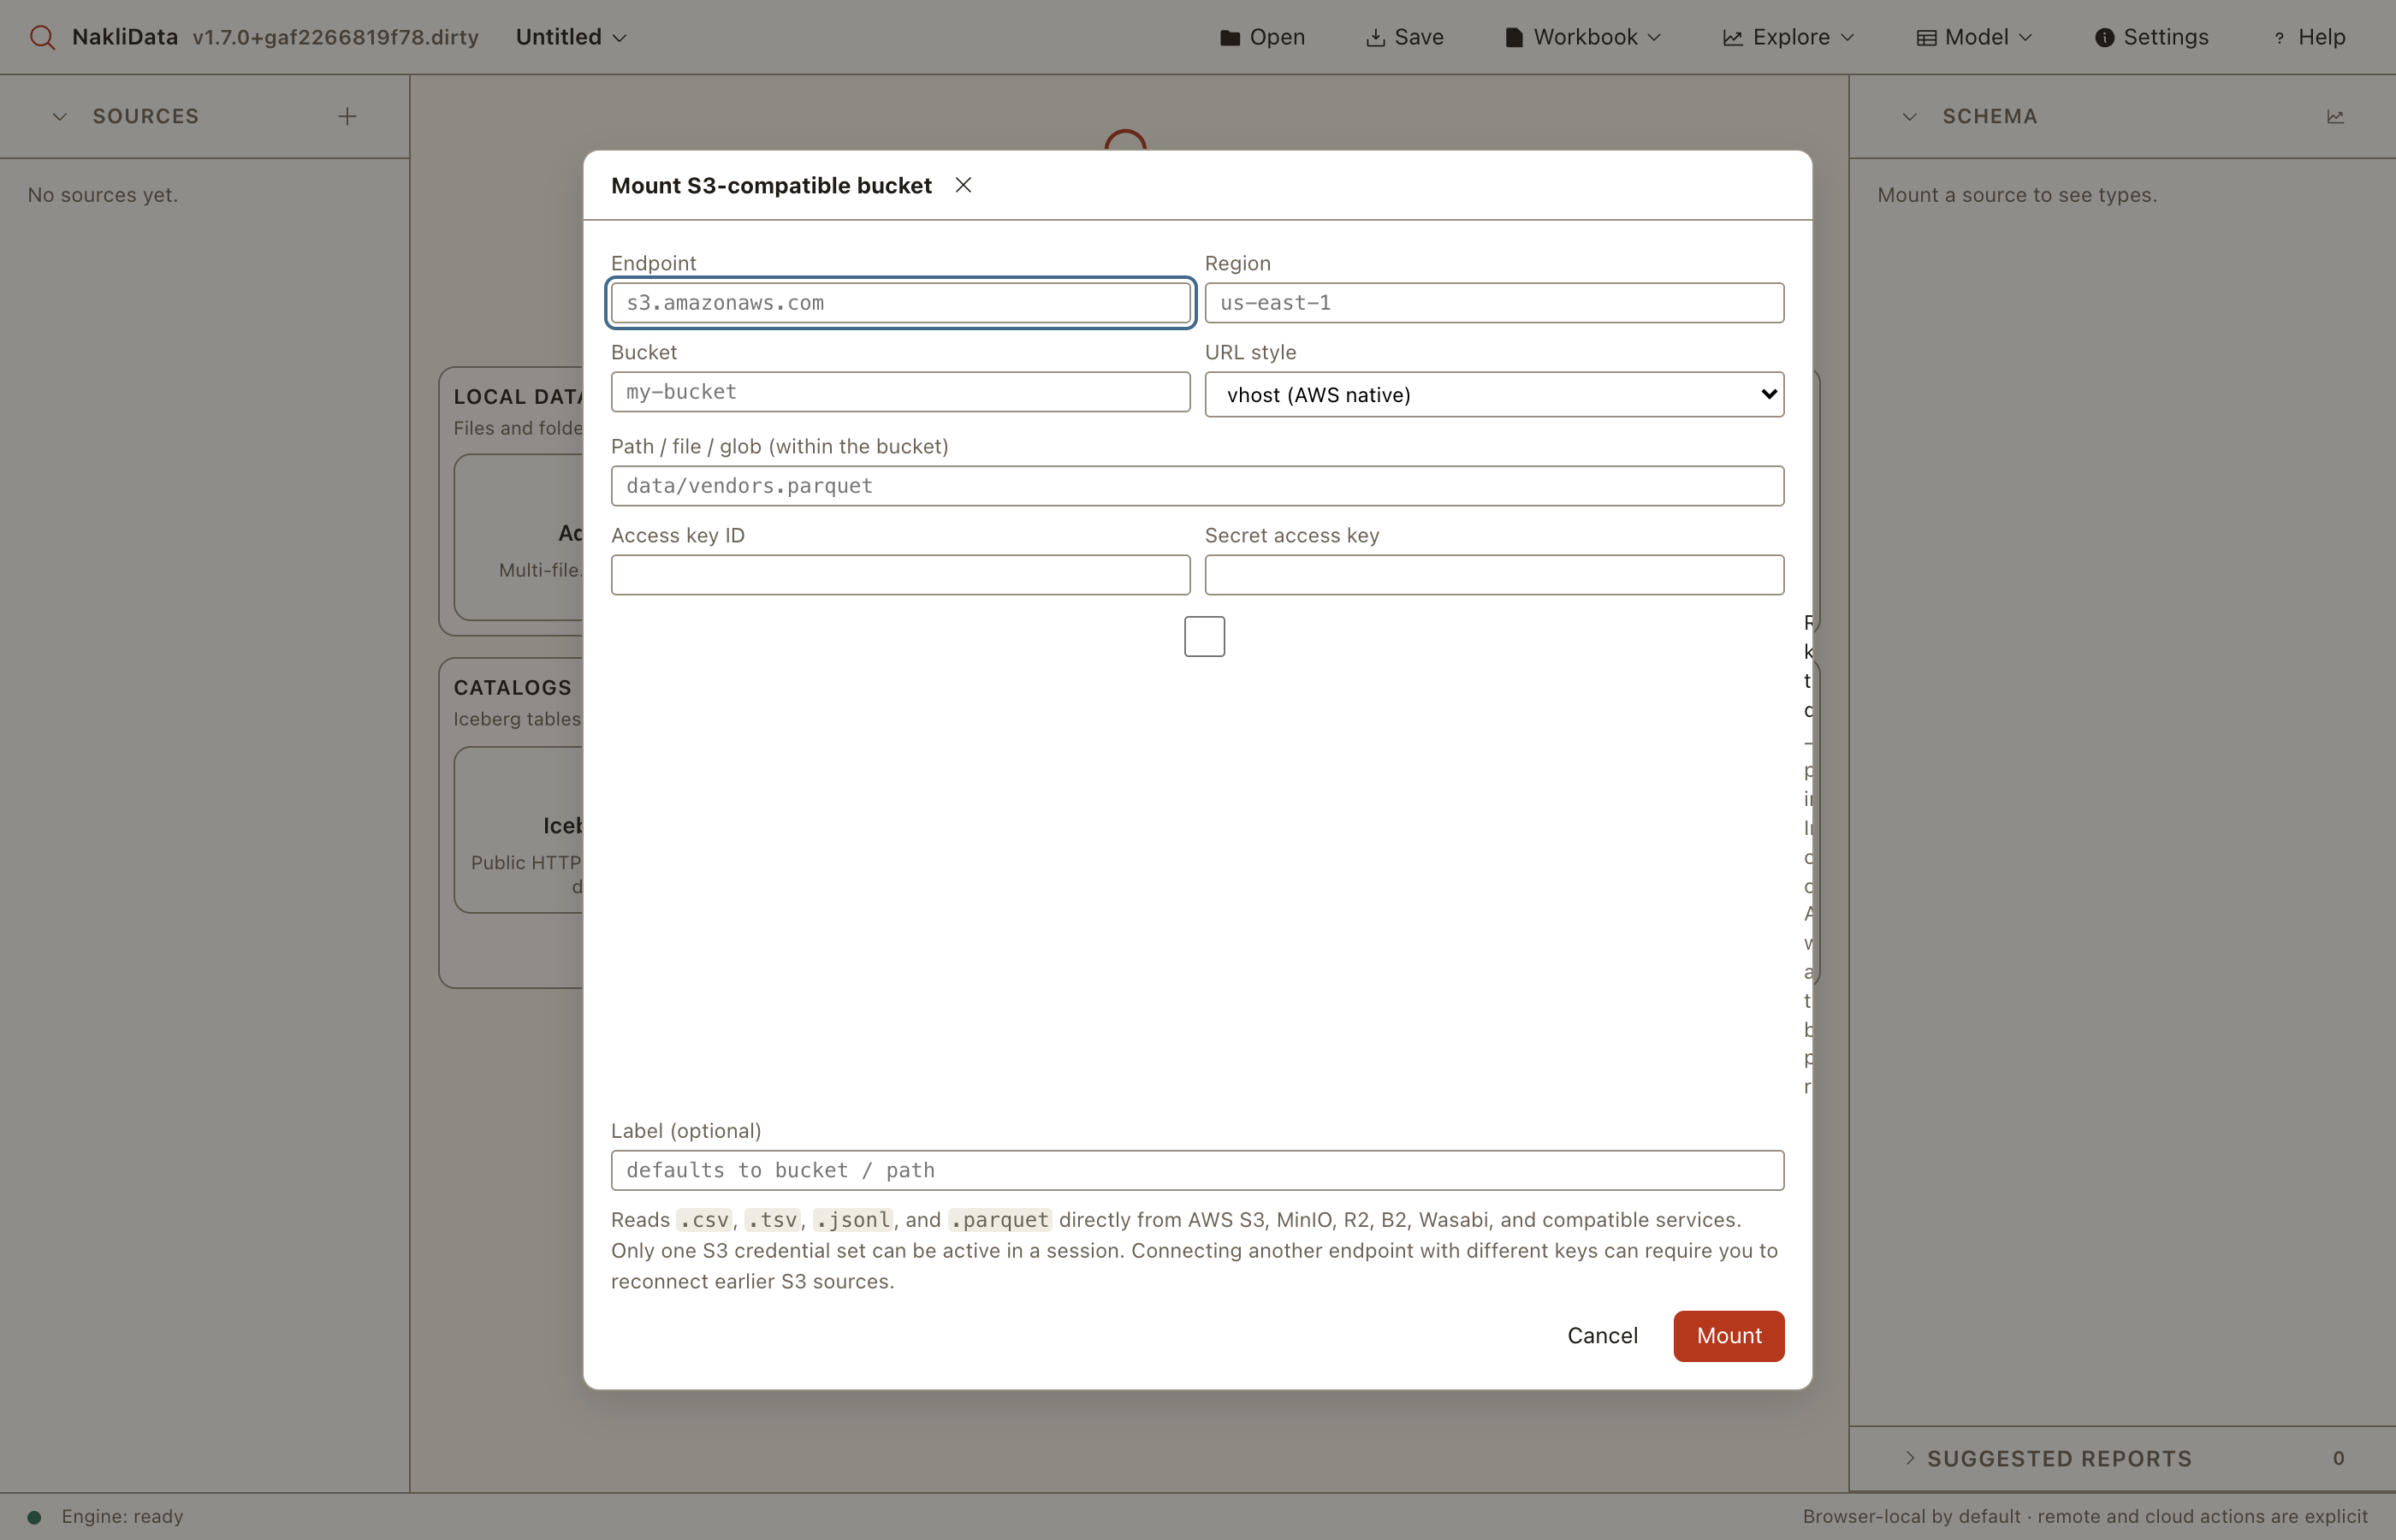 NakliData v1.7.0+gaf2266819f78.dirty Untitled Open Save Workbook Explore Model Settings ? Help
SOURCES
No sources yet.
SCHEMA
Mount a source to see types.
LOCAL DATA
Files and folde
Multi-file.
CATALOGS
Iceberg tables
Iceb
Public HTTP
d
Mount S3-compatible bucket
Endpoint Region
s3.amazonaws.com us-east-1
Bucket URL style
my-bucket vhost (AWS native)
Path / file / glob (within the bucket)
data/vendors.parquet
Access key ID Secret access key
Label (optional)
defaults to bucket / path
Reads .csv, .tsv, .jsonl, and .parquet directly from AWS S3, MinIO, R2, B2, Wasabi, and compatible services.
Only one S3 credential set can be active in a session. Connecting another endpoint with different keys can require you to
reconnect earlier S3 sources.
Cancel Mount
SUGGESTED REPORTS 0
Engine: ready
Browser-local by default · remote and cloud actions are explicit